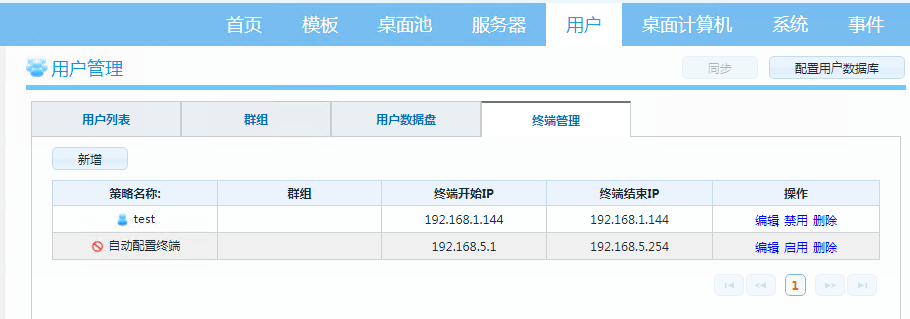 首页 模板 桌面池 服务器 用户 桌面计算机 系统 事件
用户管理 同步 配置用户数据库
用户列表 群组 用户数据盘 终端管理
新增
策略名称: 群组 终端开始IP 终端结束IP 操作
test 192.168.1.144 192.168.1.144 编辑 禁用 删除
自动配置终端 192.168.5.1 192.168.5.254 编辑 启用 删除
1